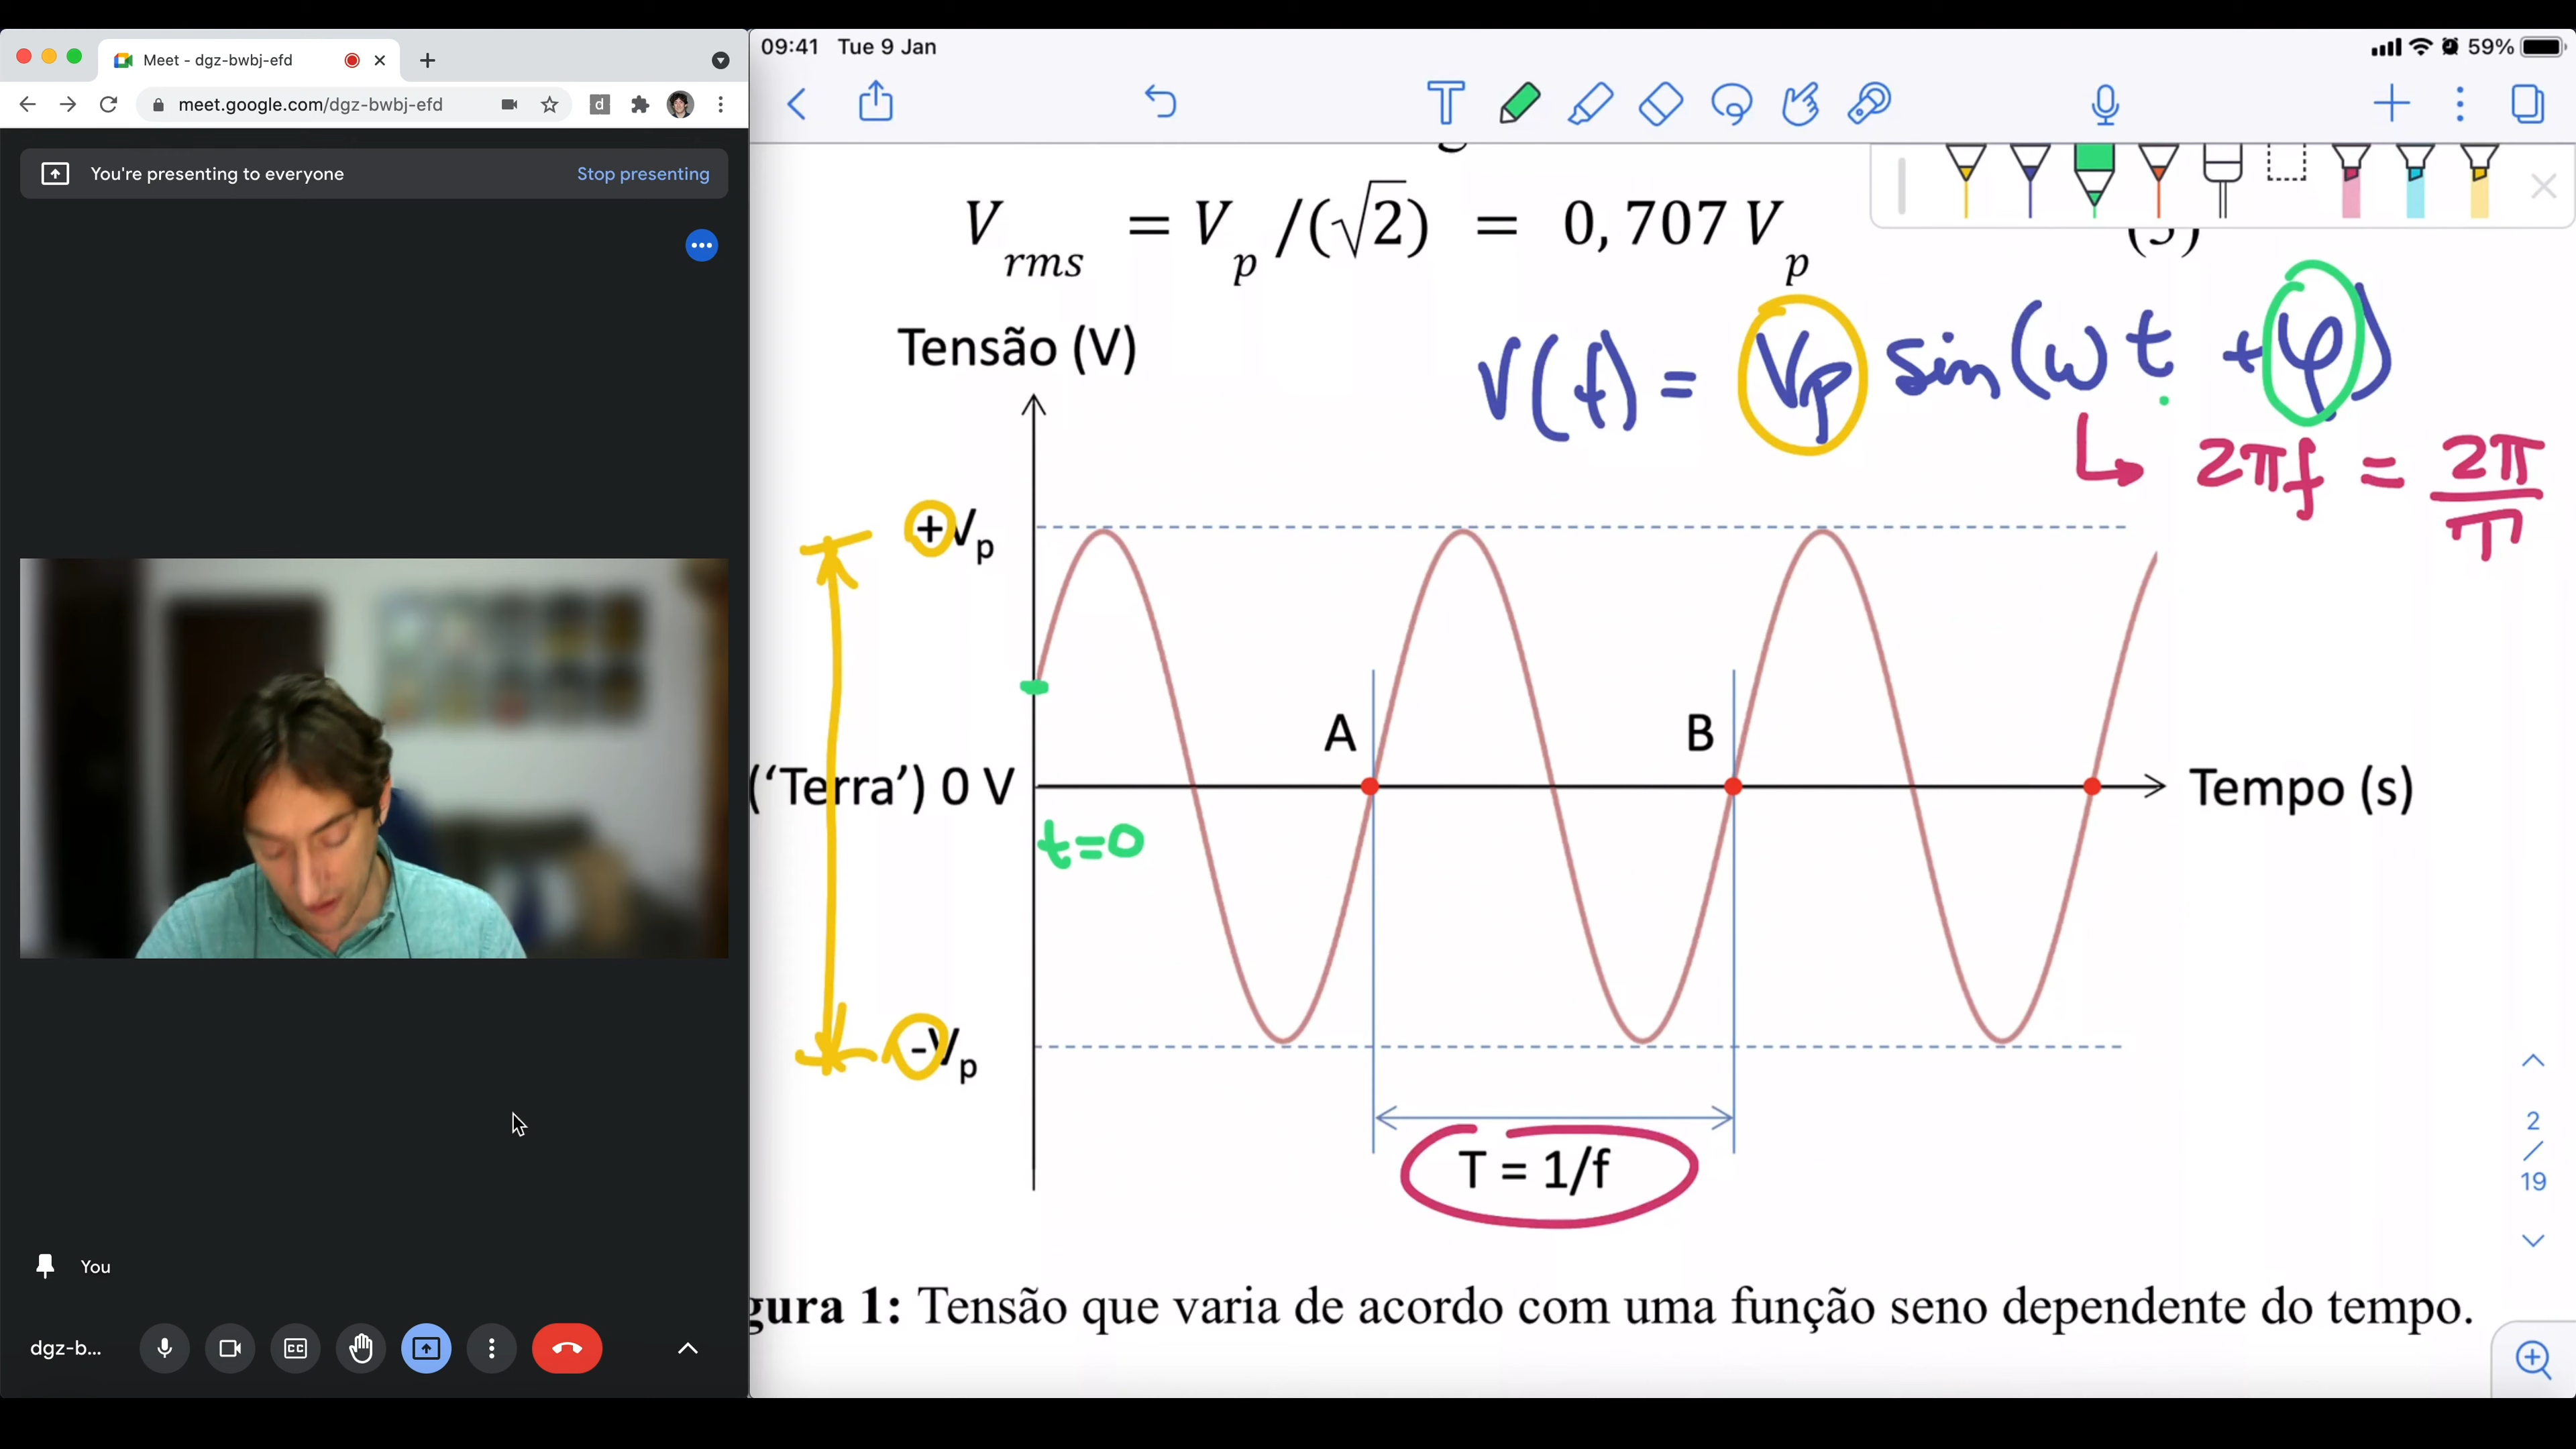 Meet - dgz-bwbj-efd
meet.google.com/dgz-bwbj-efd
d
You're presenting to everyone
Stop presenting
You
dgz-b...
CC
09:41 Tue 9 Jan
59%
V_rms = V_p /(√2) = 0,707 V_p
V(t) = Vp sin(ωt + φ)
↳ 2πf = 2π/T
Tensão (V)
+Vp
A
B
('Terra') 0 V
Tempo (s)
t=0
-Vp
T = 1/f
2
/
19
gura 1: Tensão que varia de acordo com uma função seno dependente do tempo.